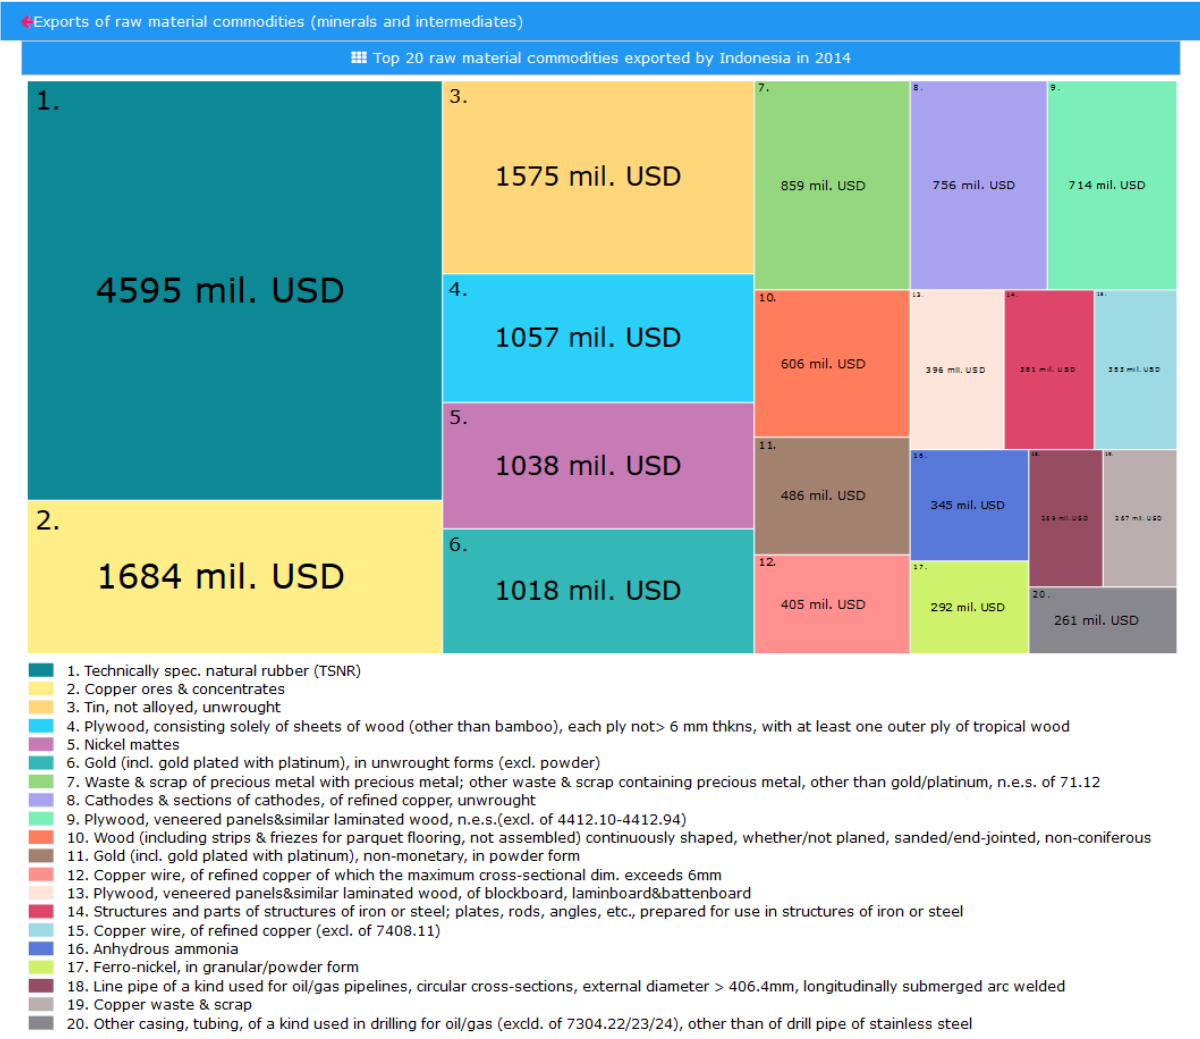 Exports of raw material commodities (minerals and intermediates)
Top 20 raw material commodities exported by Indonesia in 2014
1.
4595 mil. USD
2.
1684 mil. USD
3.
1575 mil. USD
4.
1057 mil. USD
5.
1038 mil. USD
6.
1018 mil. USD
7.
859 mil. USD
8.
756 mil. USD
9.
714 mil. USD
10.
606 mil. USD
11.
486 mil. USD
12.
405 mil. USD
13.
396 mil. USD
14.
381 mil. USD
15.
353 mil. USD
16.
345 mil. USD
17.
292 mil. USD
18.
mil. USD
19.
267 mil. USD
20.
261 mil. USD
1. Technically spec. natural rubber (TSNR)
2. Copper ores & concentrates
3. Tin, not alloyed, unwrought
4. Plywood, consisting solely of sheets of wood (other than bamboo), each ply not> 6 mm thkns, with at least one outer ply of tropical wood
5. Nickel mattes
6. Gold (incl. gold plated with platinum), in unwrought forms (excl. powder)
7. Waste & scrap of precious metal with precious metal; other waste & scrap containing precious metal, other than gold/platinum, n.e.s. of 71.12
8. Cathodes & sections of cathodes, of refined copper, unwrought
9. Plywood, veneered panels&similar laminated wood, n.e.s.(excl. of 4412.10-4412.94)
10. Wood (including strips & friezes for parquet flooring, not assembled) continuously shaped, whether/not planed, sanded/end-jointed, non-coniferous
11. Gold (incl. gold plated with platinum), non-monetary, in powder form
12. Copper wire, of refined copper of which the maximum cross-sectional dim. exceeds 6mm
13. Plywood, veneered panels&similar laminated wood, of blockboard, laminboard&battenboard
14. Structures and parts of structures of iron or steel; plates, rods, angles, etc., prepared for use in structures of iron or steel
15. Copper wire, of refined copper (excl. of 7408.11)
16. Anhydrous ammonia
17. Ferro-nickel, in granular/powder form
18. Line pipe of a kind used for oil/gas pipelines, circular cross-sections, external diameter > 406.4mm, longitudinally submerged arc welded
19. Copper waste & scrap
20. Other casing, tubing, of a kind used in drilling for oil/gas (excld. of 7304.22/23/24), other than of drill pipe of stainless steel